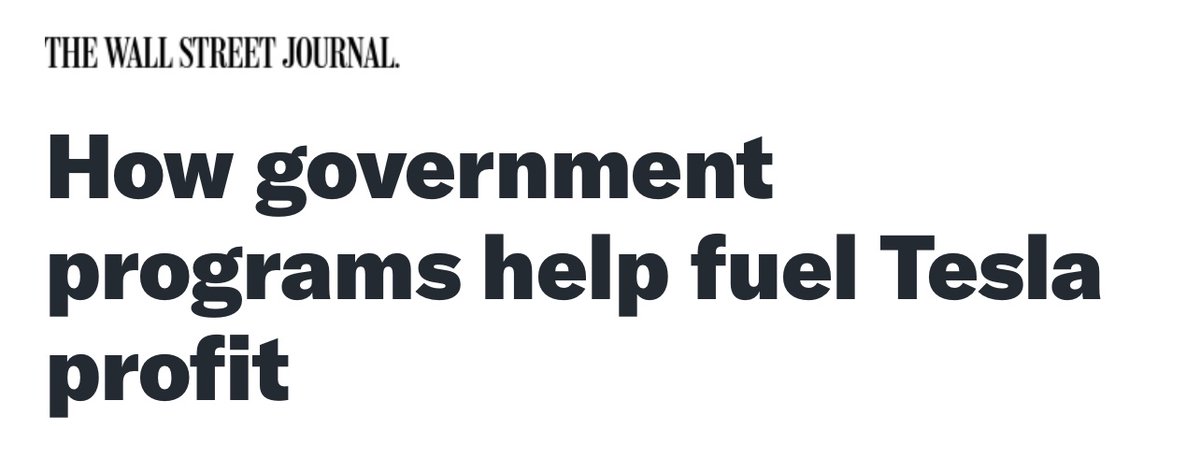 THE WALL STREET JOURNAL.
How government
programs help fuel Tesla
profit